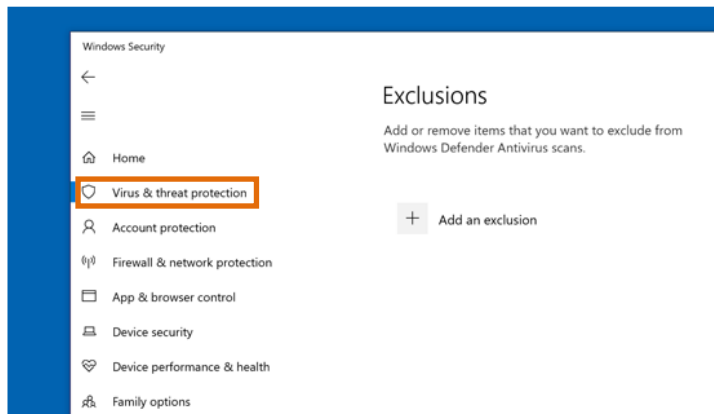 Windows Security
Exclusions
Add or remove items that you want to exclude from
Windows Defender Antivirus scans.
Add an exclusion
Home
Virus & threat protection
Account protection
Firewall & network protection
App & browser control
Device security
Device performance & health
Family options